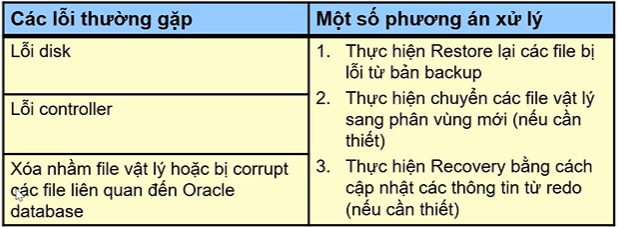 Các lỗi thường gặp
Một số phương án xử lý
Lỗi disk
Lỗi controller
Xóa nhầm file vật lý hoặc bị corrupt
các file liên quan đến Oracle
database
1. Thực hiện Restore lại các file bị
lỗi từ bản backup
2. Thực hiện chuyển các file vật lý
sang phân vùng mới (nếu cần
thiết)
3. Thực hiện Recovery bằng cách
cập nhật các thông tin từ redo
(nếu cần thiết)